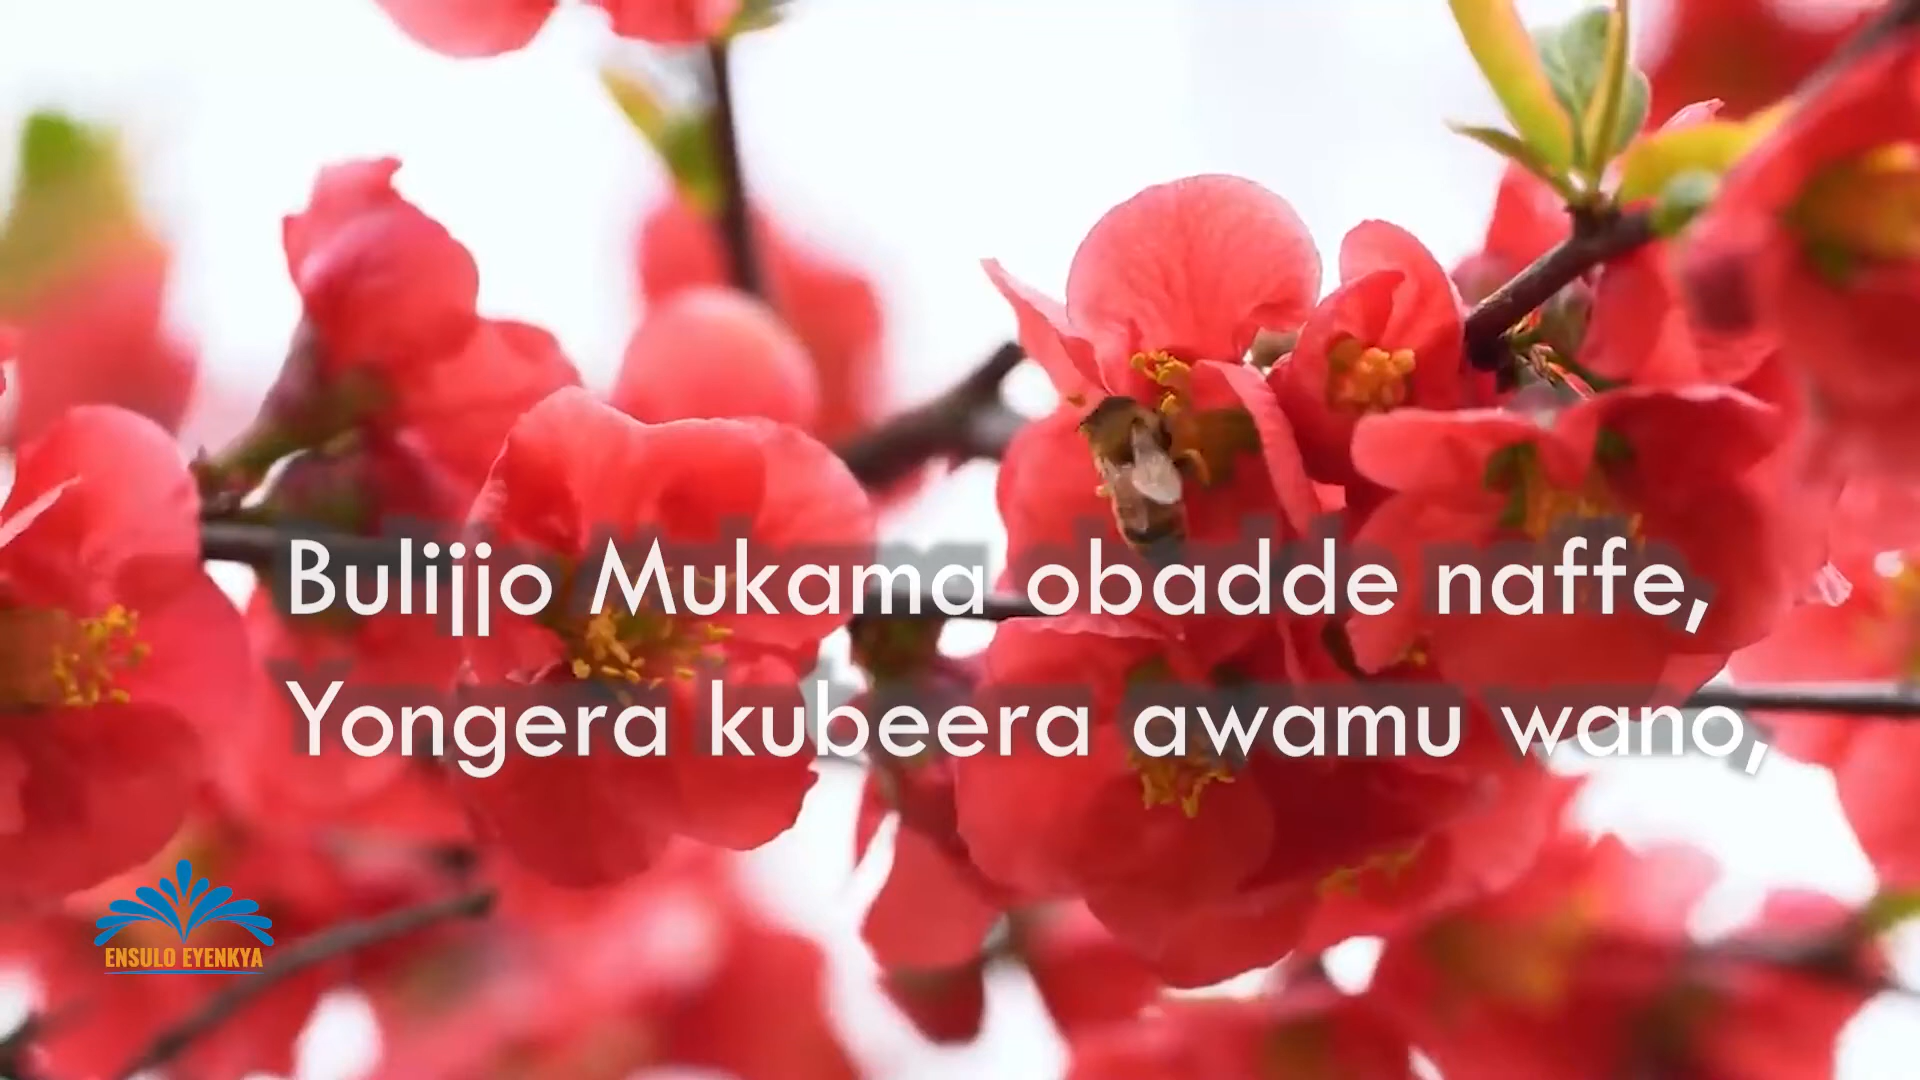 Bulijjo Mukama obadde naffe,
Yongera kubeera awamu wano,
ENSULO EYENKYA